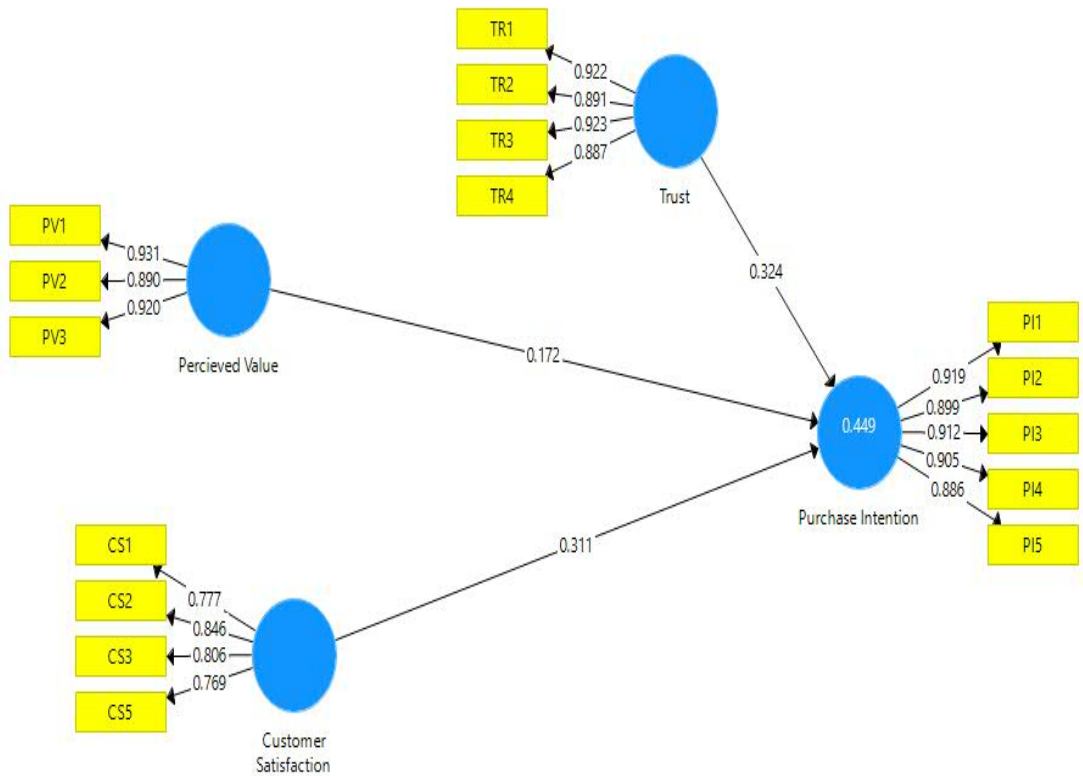 TR1
0.922
TR2
0.891
TR3
0.923
TR4
0.887
Trust
PV1
0.931
PV2
0.890
PV3
0.920
Percieved Value
0.324
0.172
PI1
0.919
PI2
0.899
0.449
0.912
PI3
0.905
PI4
0.886
PI5
Purchase Intention
0.311
CS1
0.777
CS2
0.846
CS3
0.806
CS5
0.769
Customer
Satisfaction